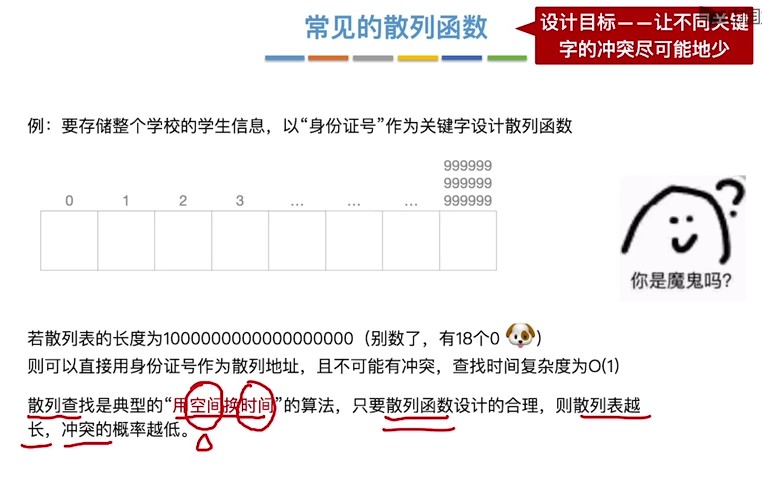 常见的散列函数
设计目标——让不同关键
字的冲突尽可能地少
例：要存储整个学校的学生信息，以“身份证号”作为关键字设计散列函数
999999
999999
0 1 2 3 … … … 999999
你是魔鬼吗?
若散列表的长度为1000000000000000000（别数了，有18个0）
则可以直接用身份证号作为散列地址，且不可能有冲突，查找时间复杂度为O(1)
散列查找是典型的“用空间换时间”的算法，只要散列函数设计的合理，则散列表越
长，冲突的概率越低。